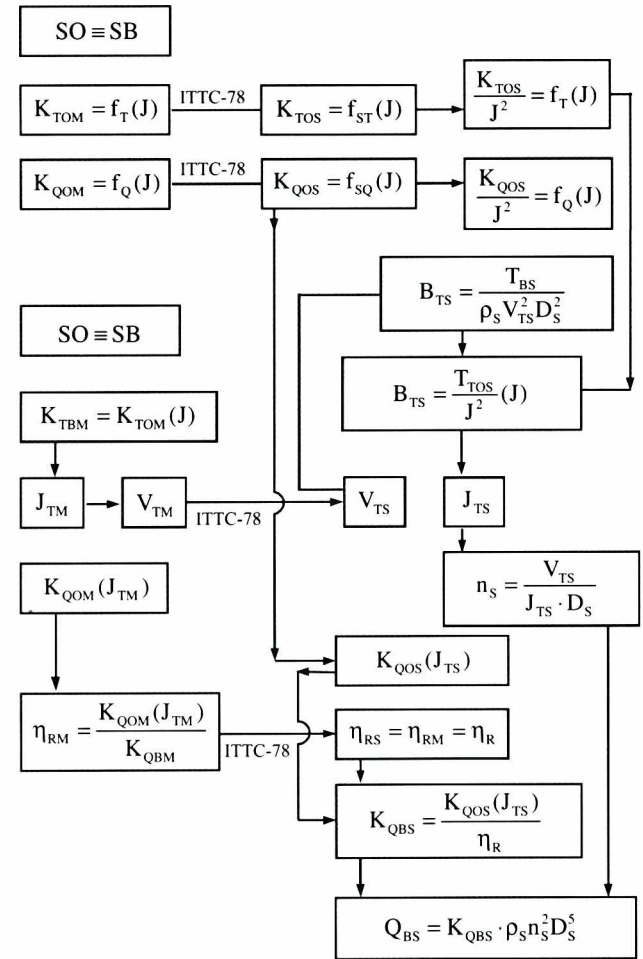 SO ≡ SB
K_TOM = f_T(J)
ITTC-78
K_TOS = f_ST(J)
K_TOS / J² = f_T(J)
K_QOM = f_Q(J)
ITTC-78
K_QOS = f_SQ(J)
K_QOS / J² = f_Q(J)
B_TS = T_BS / ρ_S V_TS² D_S²
SO ≡ SB
B_TS = T_TOS / J² (J)
K_TBM = K_TOM(J)
J_TM
V_TM
ITTC-78
V_TS
J_TS
K_QOM(J_TM)
n_S = V_TS / J_TS · D_S
K_QOS(J_TS)
η_RM = K_QOM(J_TM) / K_QBM
ITTC-78
η_RS = η_RM = η_R
K_QBS = K_QOS(J_TS) / η_R
Q_BS = K_QBS · ρ_S n_S² D_S⁵